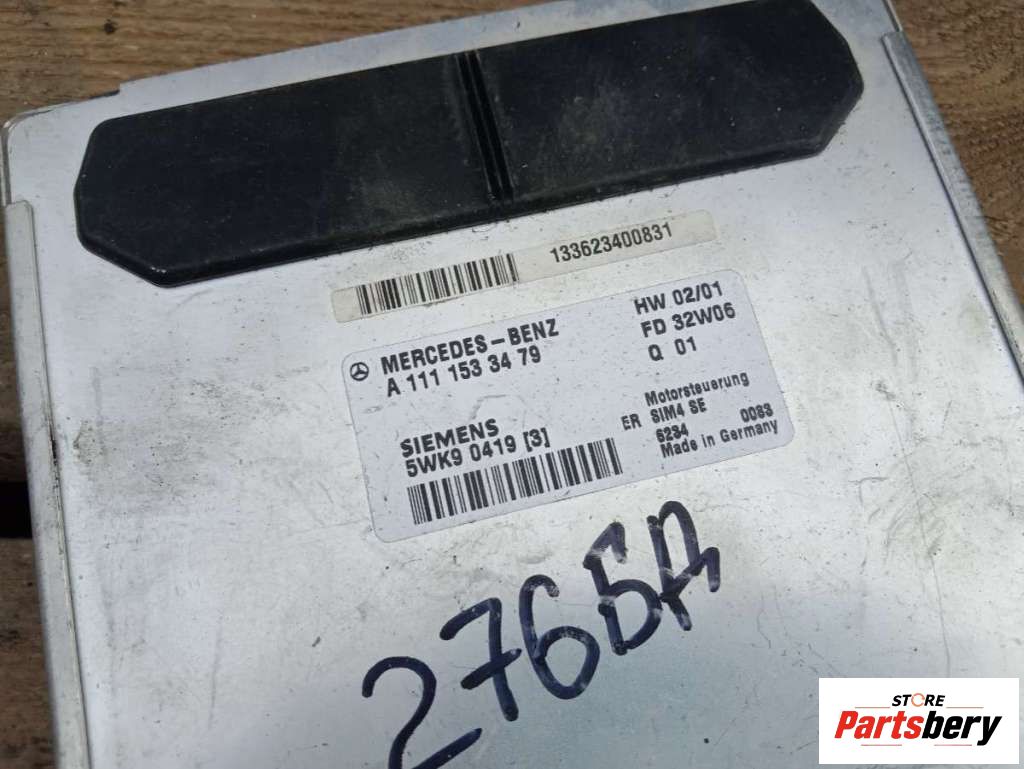 133623400831
MERCEDES-BENZ
A 111 153 34 79
HW 02/01
FD 32W06
Q 01
SIEMENS
5WK9 0419 [3]
Motorsteuerung
ER SIM4 SE
6234 0083
Made in Germany
276БА
STORE
Partsbery